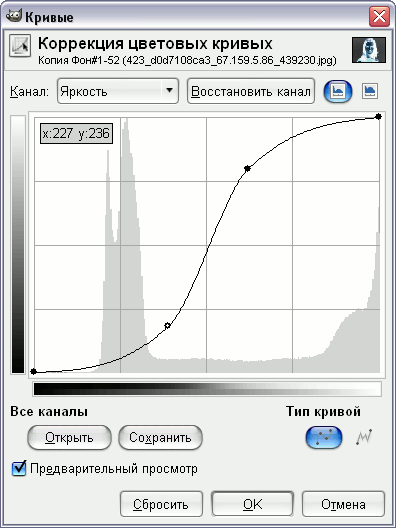 Кривые
Коррекция цветовых кривых
Копия Фон#1-52 (423_d0d7108ca3_67.159.5.86_439230.jpg)
Канал: Яркость Восстановить канал
x:227 y:236
Все каналы Тип кривой
Открыть Сохранить
Предварительный просмотр
Сбросить OK Отмена